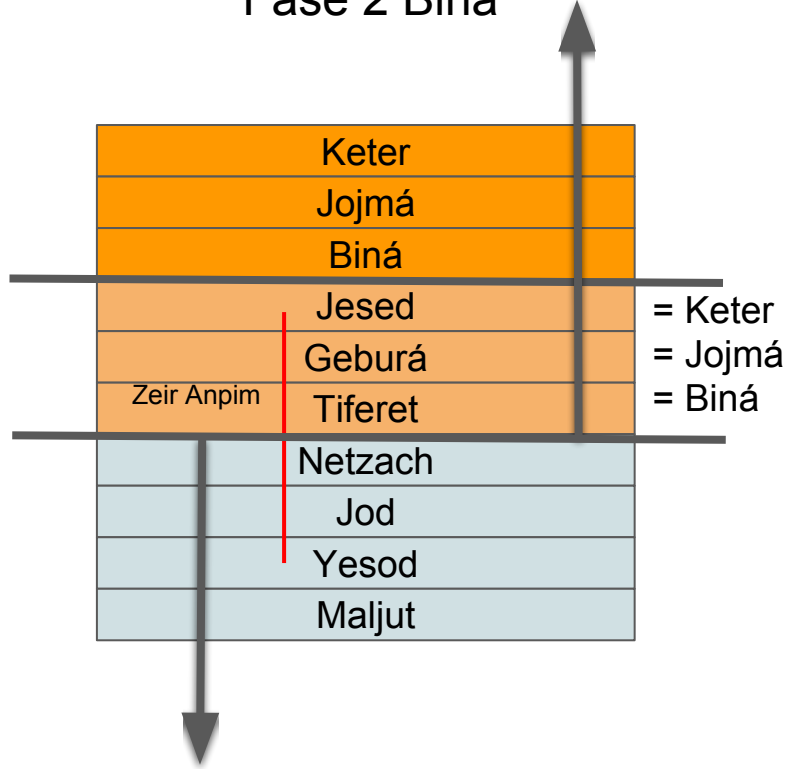 Fase 2 Biná
Keter
Jojmá
Biná
Jesed
= Keter
Geburá
= Jojmá
Zeir Anpim
Tiferet
= Biná
Netzach
Jod
Yesod
Maljut